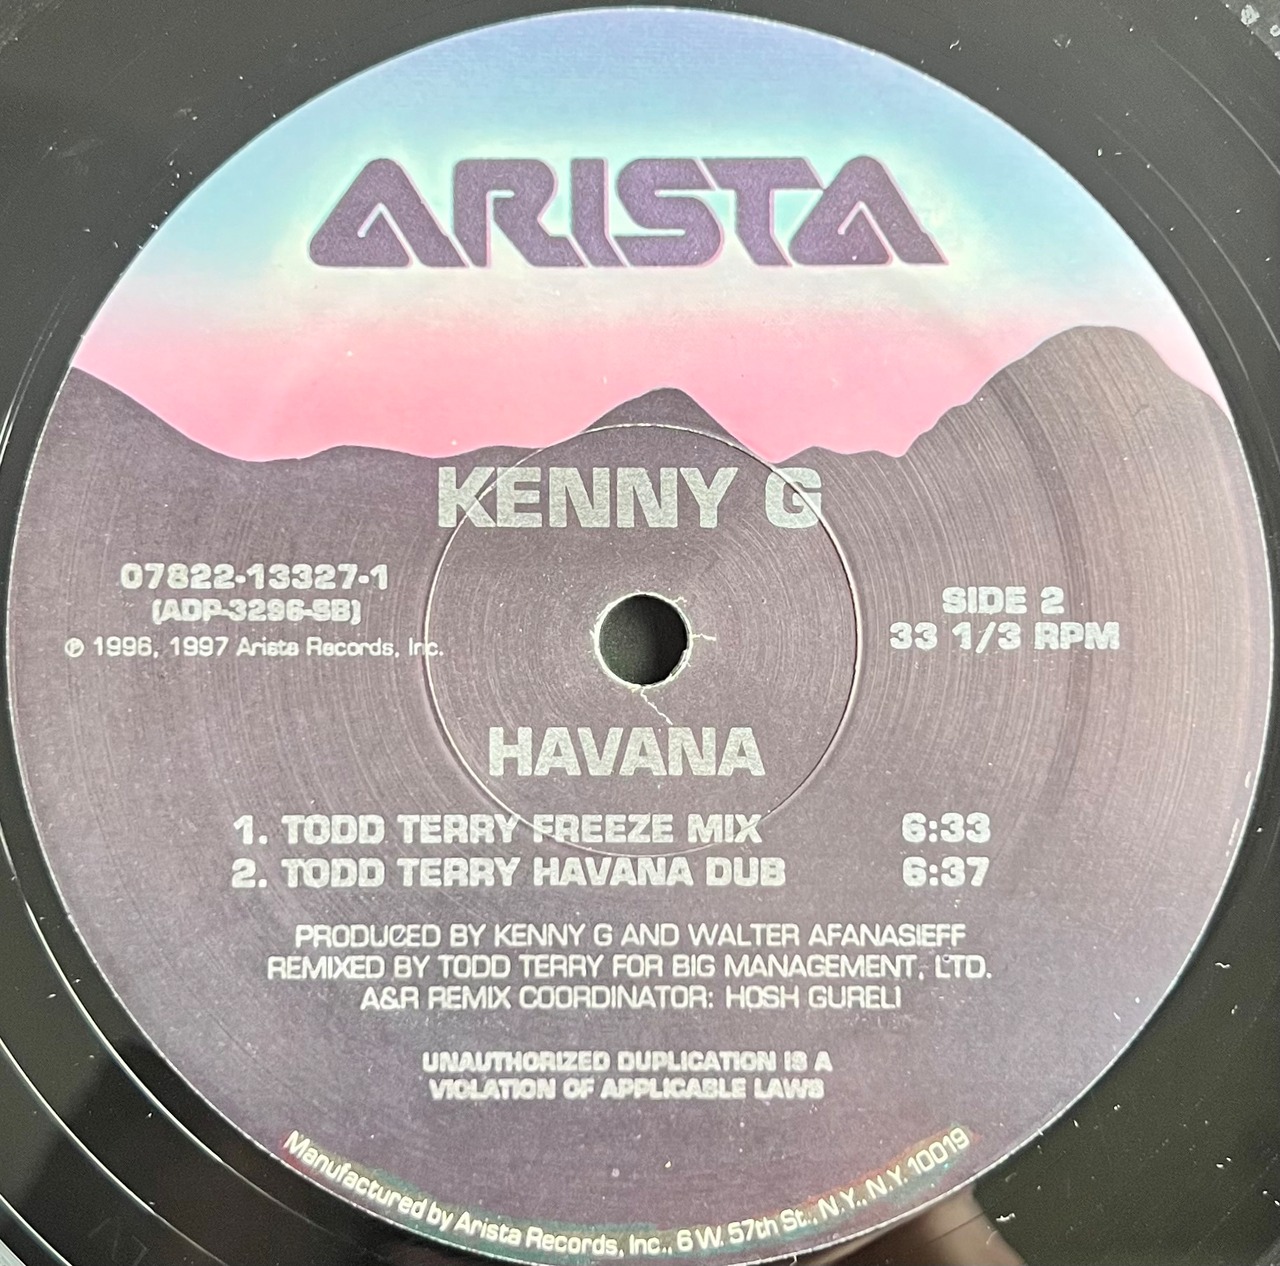 ARISTA
KENNY G
07822-13327-1
(ADP-3296-SB)
℗ 1996, 1997 Arista Records, Inc.
SIDE 2
33 1/3 RPM
HAVANA
1. TODD TERRY FREEZE MIX 6:33
2. TODD TERRY HAVANA DUB 6:37
PRODUCED BY KENNY G AND WALTER AFANASIEFF
REMIXED BY TODD TERRY FOR BIG MANAGEMENT, LTD.
A&R REMIX COORDINATOR: HOSH GURELI
UNAUTHORIZED DUPLICATION IS A
VIOLATION OF APPLICABLE LAWS
Manufactured by Arista Records, Inc., 6 W. 57th St., N.Y., N.Y. 10019